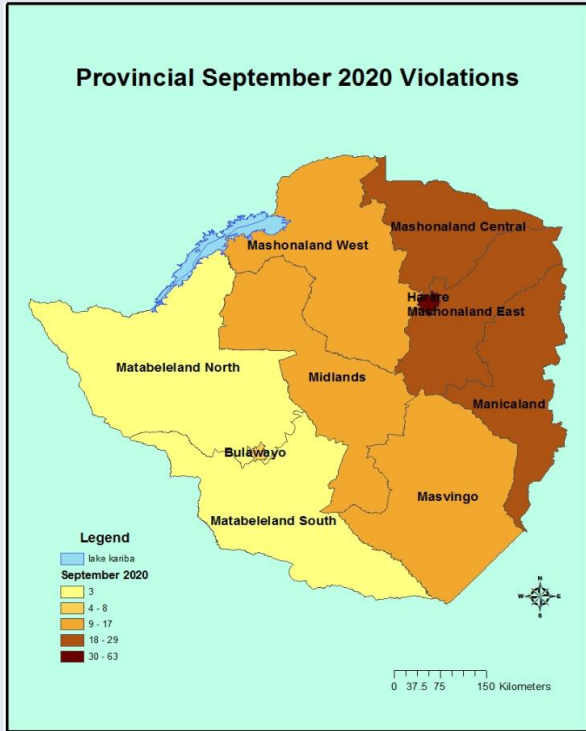 Provincial September 2020 Violations
Mashonaland Central
Mashonaland West
Harare
Mashonaland East
Matabeleland North
Midlands
Manicaland
Bulawayo
Masvingo
Matabeleland South
Legend
lake kariba
September 2020
3
4 - 8
9 - 17
18 - 29
30 - 63
N
W E
S
0 37.5 75 150 Kilometers